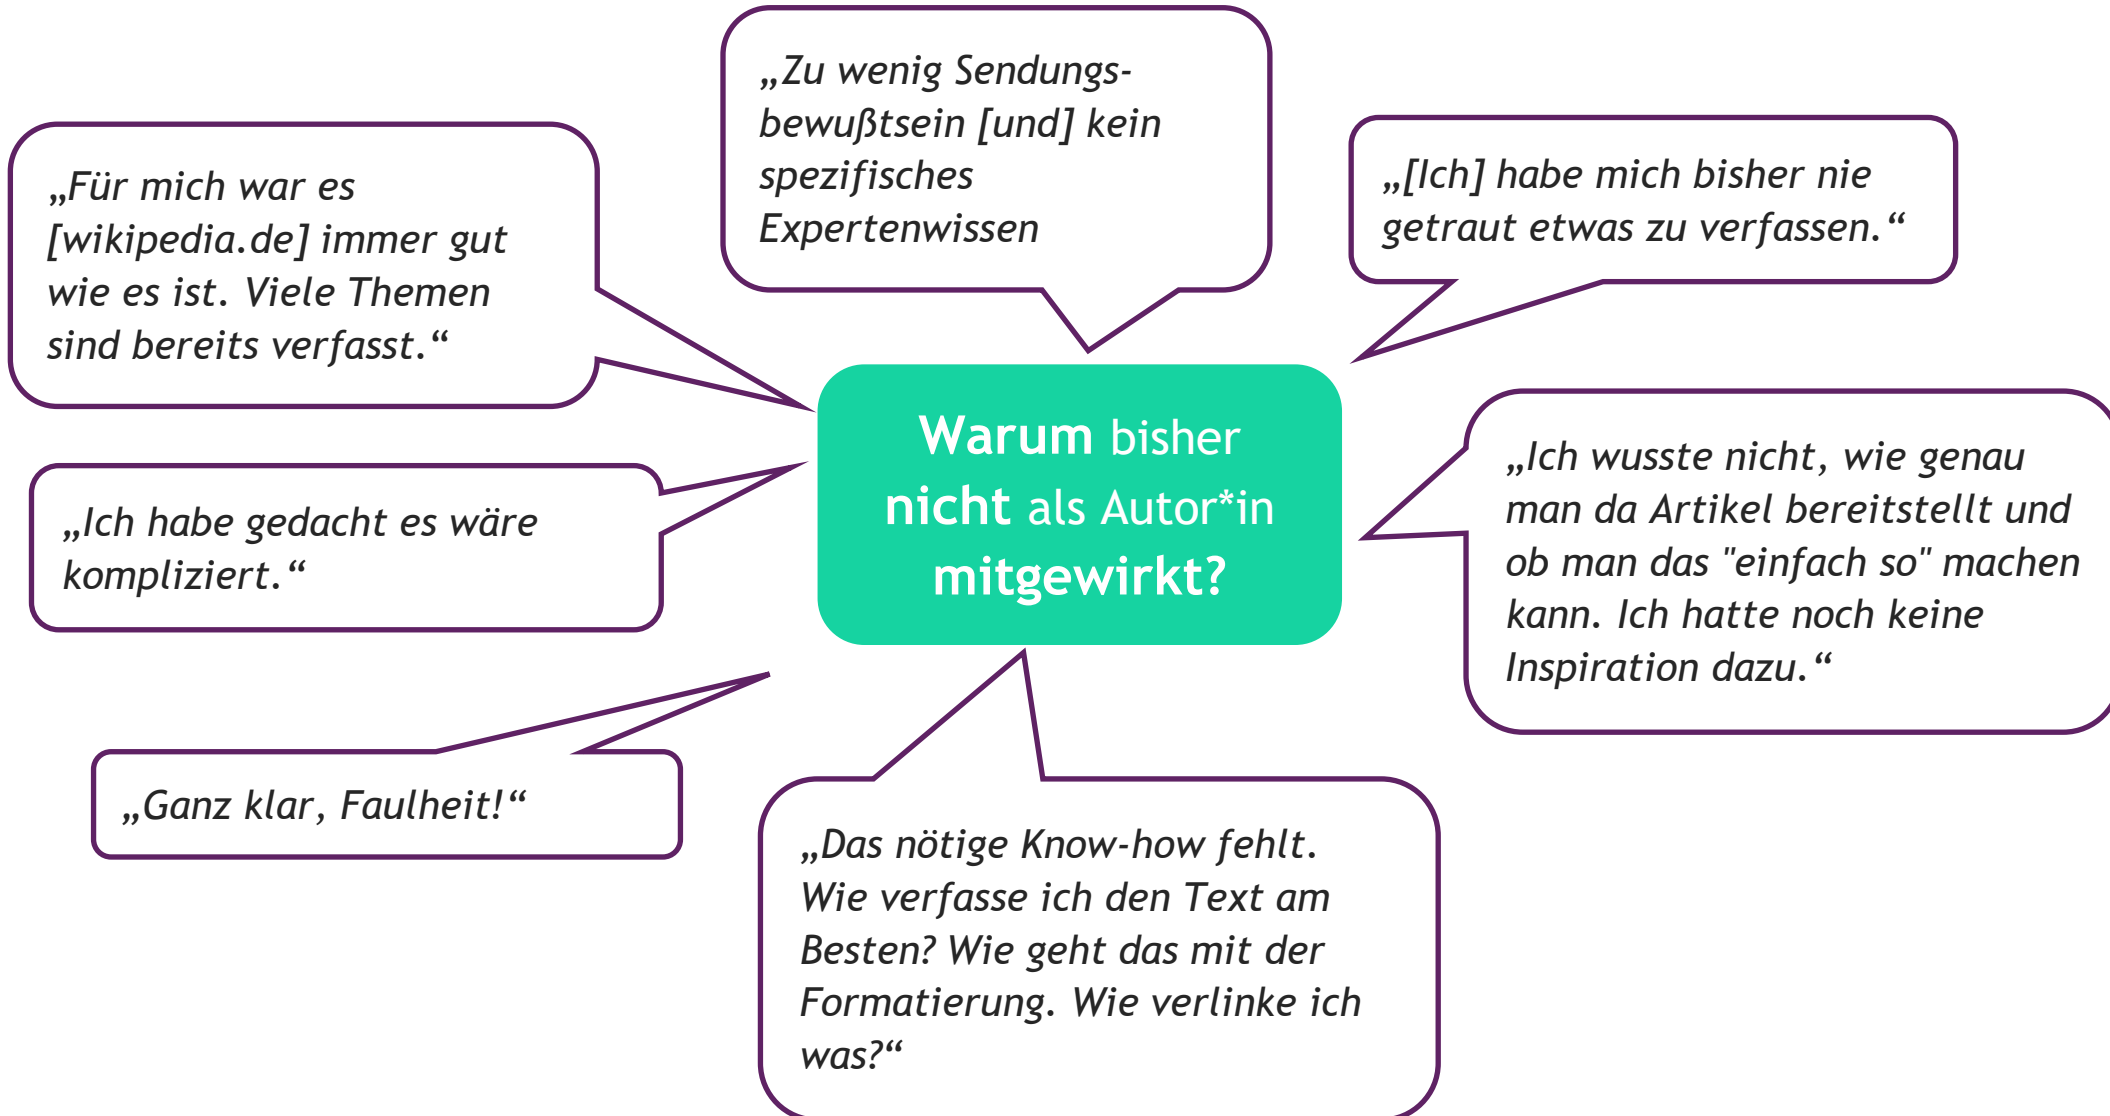 „Zu wenig Sendungs-
bewußtsein [und] kein
spezifisches
Expertenwissen
„Für mich war es
[wikipedia.de] immer gut
wie es ist. Viele Themen
sind bereits verfasst.“
„[Ich] habe mich bisher nie
getraut etwas zu verfassen.“
Warum bisher
nicht als Autor*in
mitgewirkt?
„Ich habe gedacht es wäre
kompliziert.“
„Ich wusste nicht, wie genau
man da Artikel bereitstellt und
ob man das "einfach so" machen
kann. Ich hatte noch keine
Inspiration dazu.“
„Ganz klar, Faulheit!“
„Das nötige Know-how fehlt.
Wie verfasse ich den Text am
Besten? Wie geht das mit der
Formatierung. Wie verlinke ich
was?“